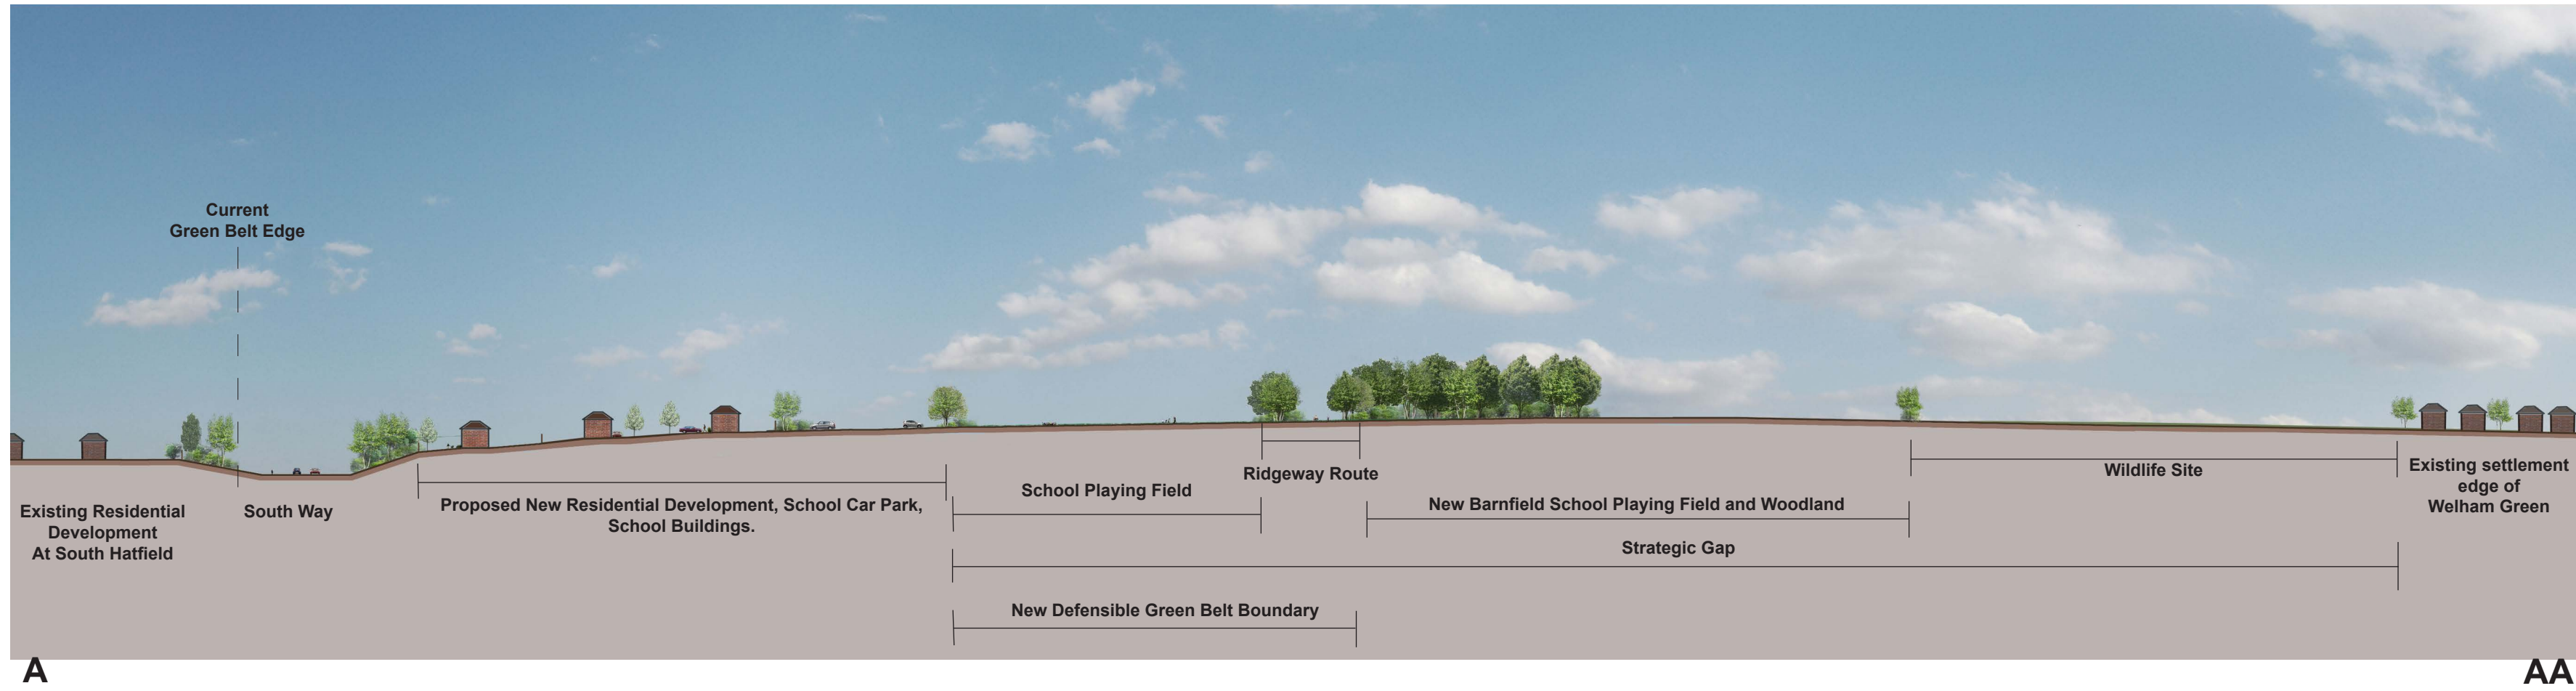 Current
Green Belt Edge
Existing Residential
Development
At South Hatfield
South Way
Proposed New Residential Development, School Car Park,
School Buildings.
School Playing Field
Ridgeway Route
New Barnfield School Playing Field and Woodland
Wildlife Site
Existing settlement
edge of
Welham Green
Strategic Gap
New Defensible Green Belt Boundary
A
AA